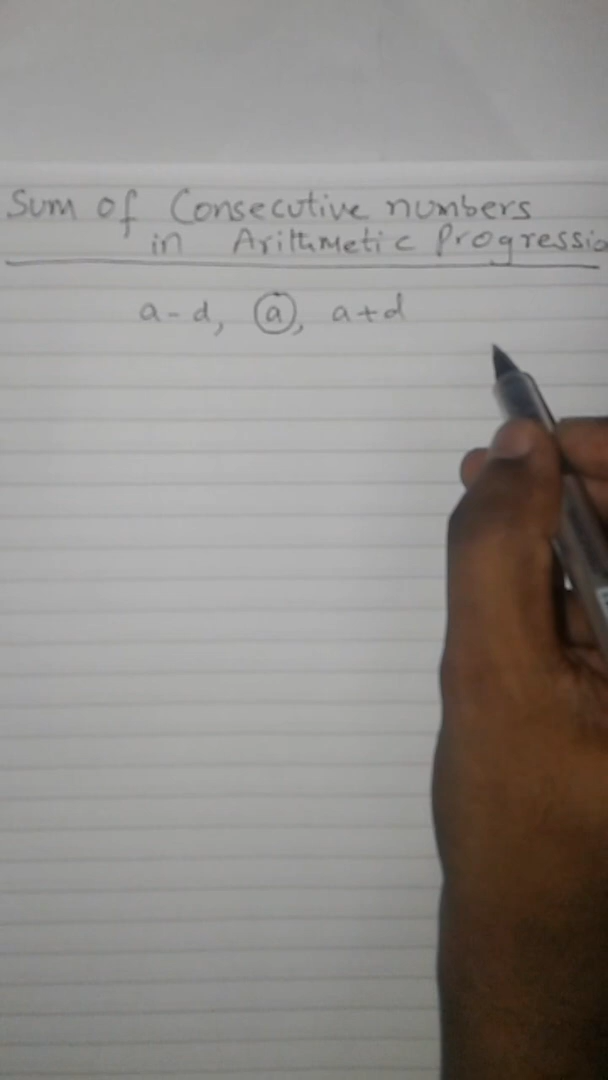 Sum of Consecutive numbers
in Arithmetic Progressio
a - d, a, a + d